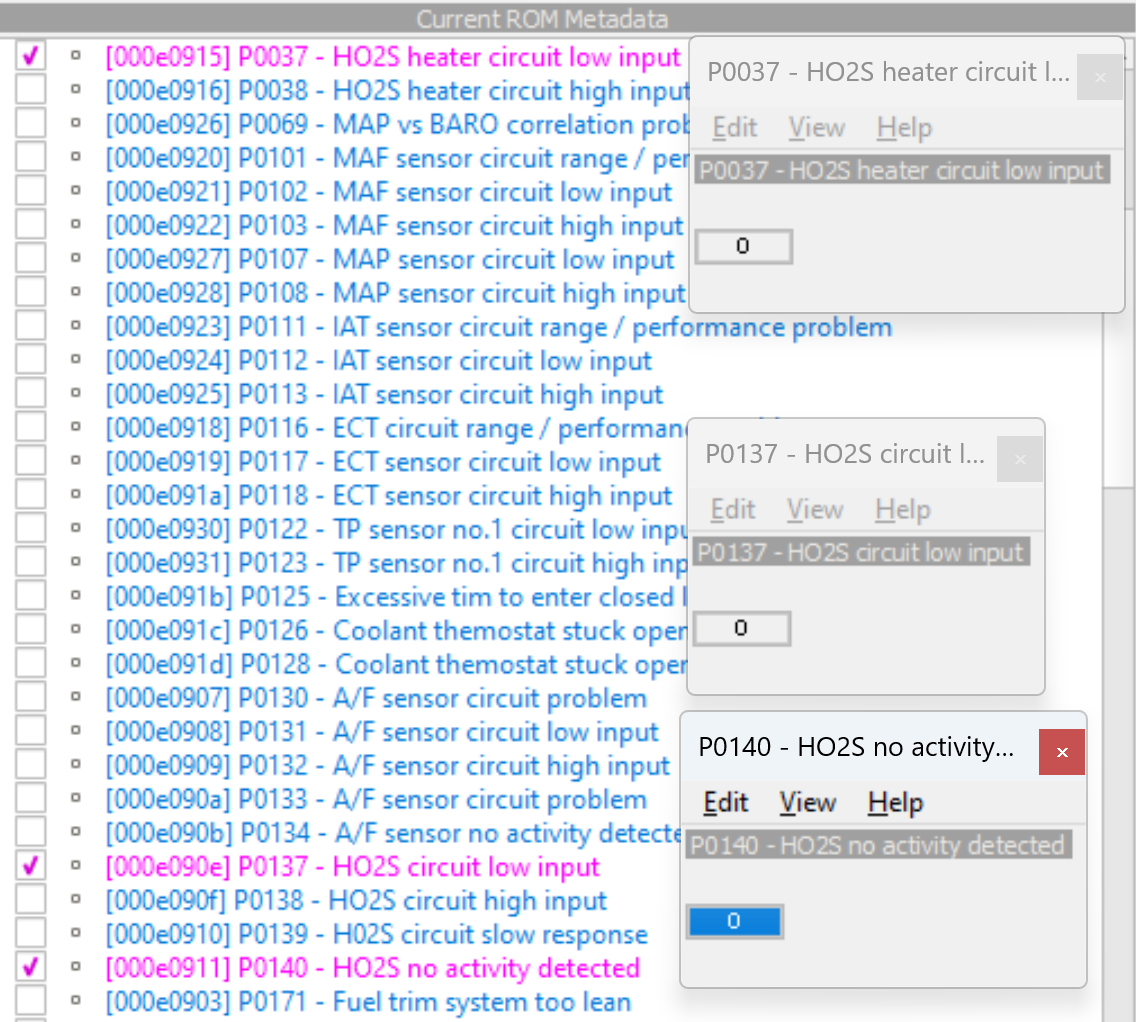 Current ROM Metadata
[000e0915] P0037 - HO2S heater circuit low input
[000e0916] P0038 - HO2S heater circuit high input
[000e0926] P0069 - MAP vs BARO correlation
[000e0920] P0101 - MAF sensor circuit range /
[000e0921] P0102 - MAF sensor circuit low input
[000e0922] P0103 - MAF sensor circuit high input
[000e0927] P0107 - MAP sensor circuit low input
[000e0928] P0108 - MAP sensor circuit high input
[000e0923] P0111 - IAT sensor circuit range / performance problem
[000e0924] P0112 - IAT sensor circuit low input
[000e0925] P0113 - IAT sensor circuit high input
[000e0918] P0116 - ECT circuit range /
[000e0919] P0117 - ECT sensor circuit low input
[000e091a] P0118 - ECT sensor circuit high input
[000e0930] P0122 - TP sensor no.1 circuit low
[000e0931] P0123 - TP sensor no.1 circuit high
[000e091b] P0125 - Excessive tim to enter closed
[000e091c] P0126 - Coolant themostat stuck open
[000e091d] P0128 - Coolant themostat stuck open
[000e0907] P0130 - A/F sensor circuit problem
[000e0908] P0131 - A/F sensor circuit low input
[000e0909] P0132 - A/F sensor circuit high input
[000e090a] P0133 - A/F sensor circuit problem
[000e090b] P0134 - A/F sensor no activity
[000e090e] P0137 - HO2S circuit low input
[000e090f] P0138 - HO2S circuit high input
[000e0910] P0139 - H02S circuit slow response
[000e0911] P0140 - HO2S no activity detected
[000e0903] P0171 - Fuel trim system too lean
P0037 - HO2S heater circuit l...
Edit View Help
P0037 - HO2S heater circuit low input
0
P0137 - HO2S circuit l...
Edit View Help
P0137 - HO2S circuit low input
0
P0140 - HO2S no activity...
Edit View Help
P0140 - HO2S no activity detected
0